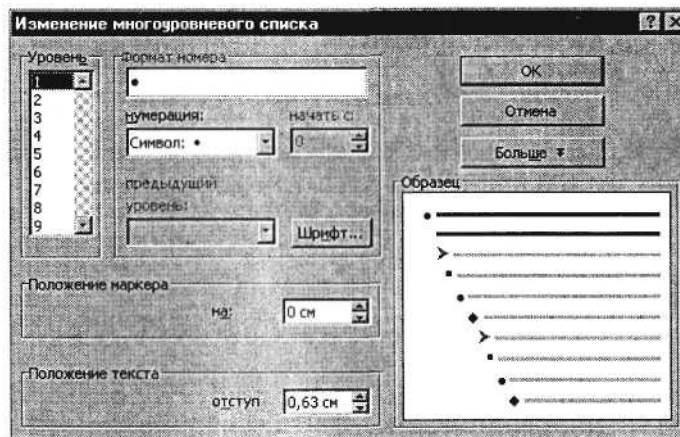 Изменение многоуровневого списка
Уровень
1
2
3
4
5
6
7
8
9
Формат номера
•
нумерация:
начать с:
Символ: •
0
предыдущий
уровень:
Шрифт...
Положение маркера
на:
0 см
Положение текста
отступ
0,63 см
ОК
Отмена
Больше
Образец